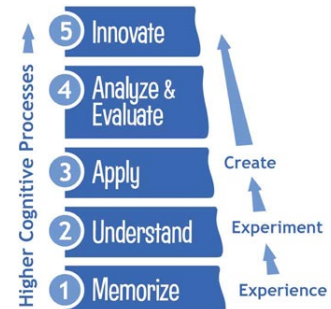 Higher Cognitive Processes
5 Innovate
4 Analyze &
Evaluate
3 Apply
2 Understand
1 Memorize
Create
Experiment
Experience